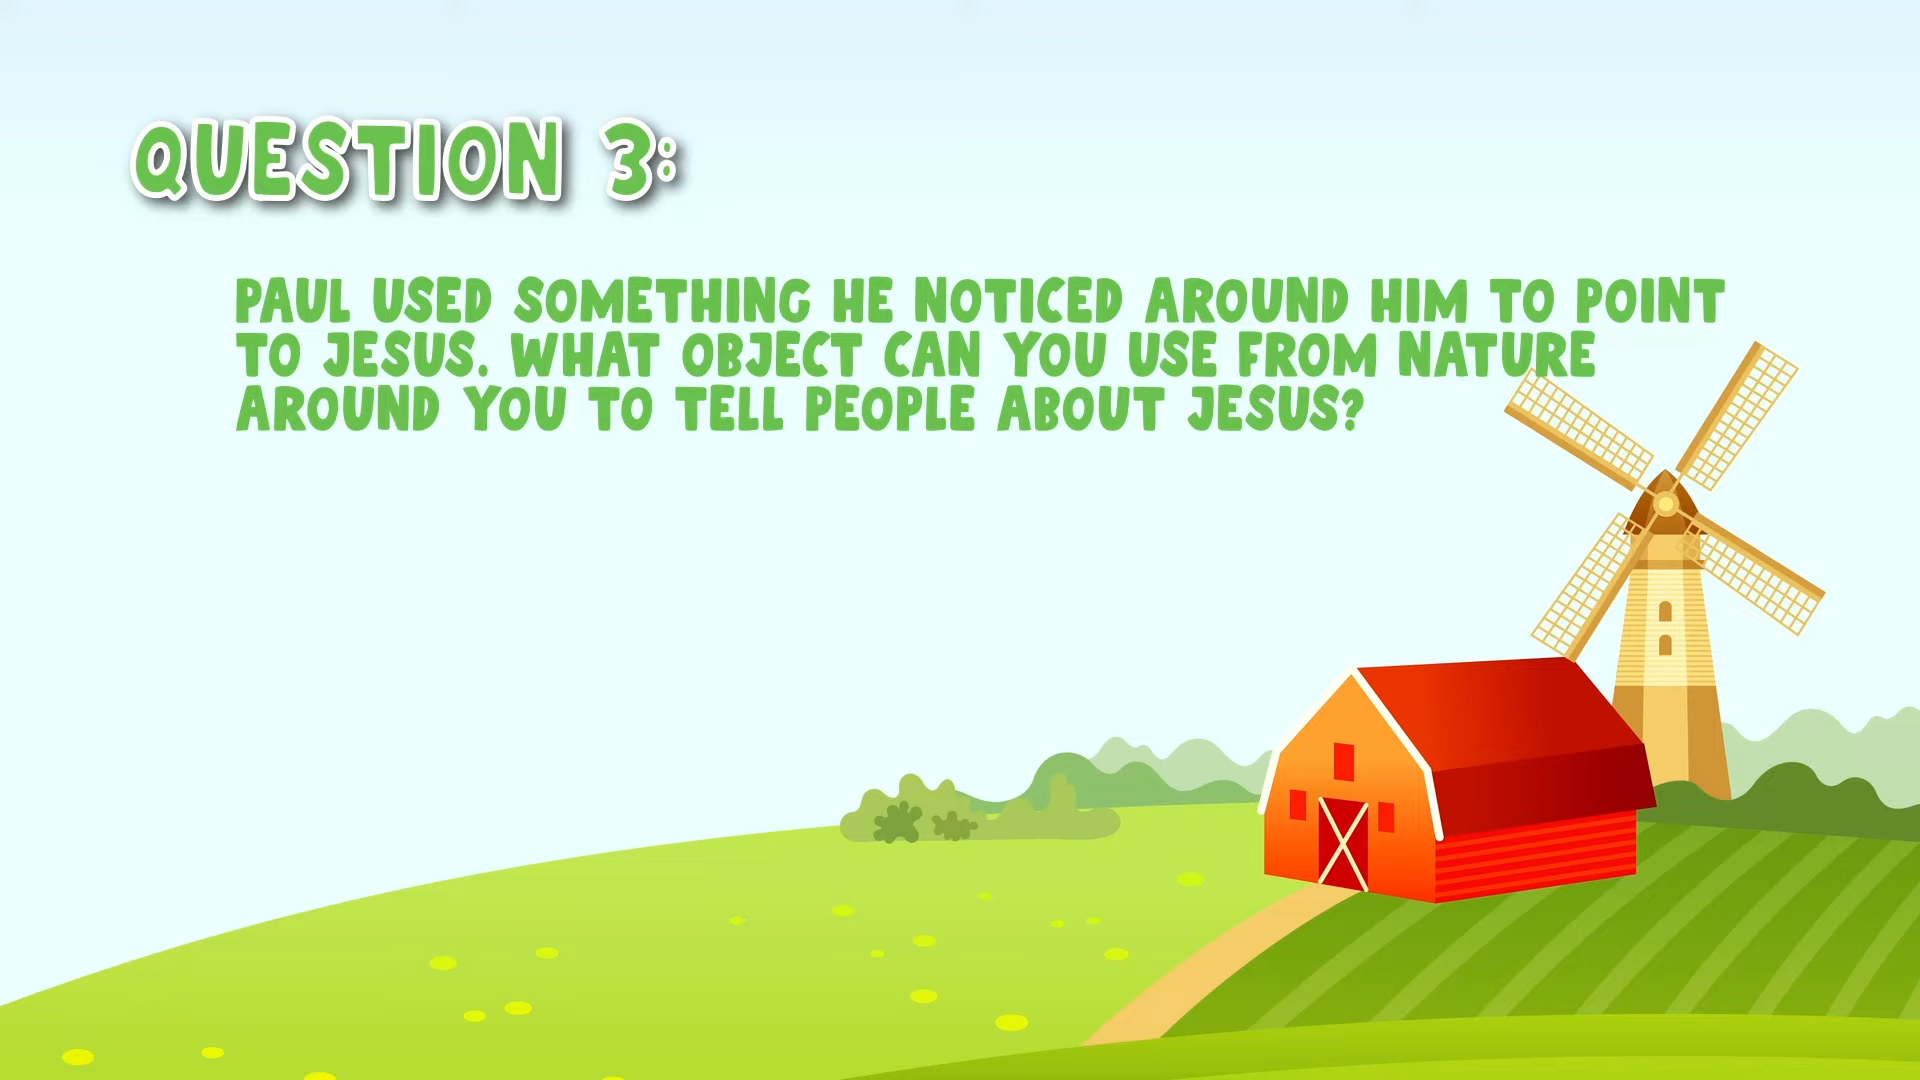 QUESTION 3:
PAUL USED SOMETHING HE NOTICED AROUND HIM TO POINT
TO JESUS. WHAT OBJECT CAN YOU USE FROM NATURE
AROUND YOU TO TELL PEOPLE ABOUT JESUS?